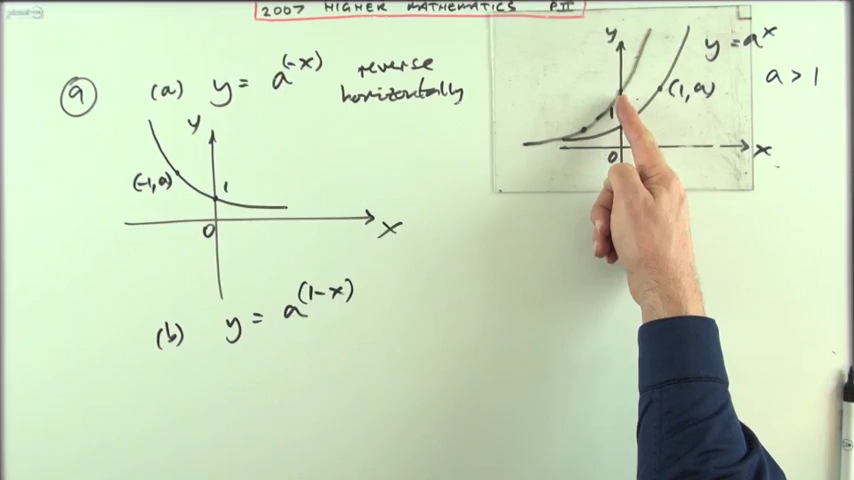 2007 HIGHER MATHEMATICS PII
9
(a) y = a^(-x) reverse
horizontally
y
(-1, a)
1
0
x
(b) y = a^(1-x)
y
y = a^x
a > 1
(1, a)
1
0
x